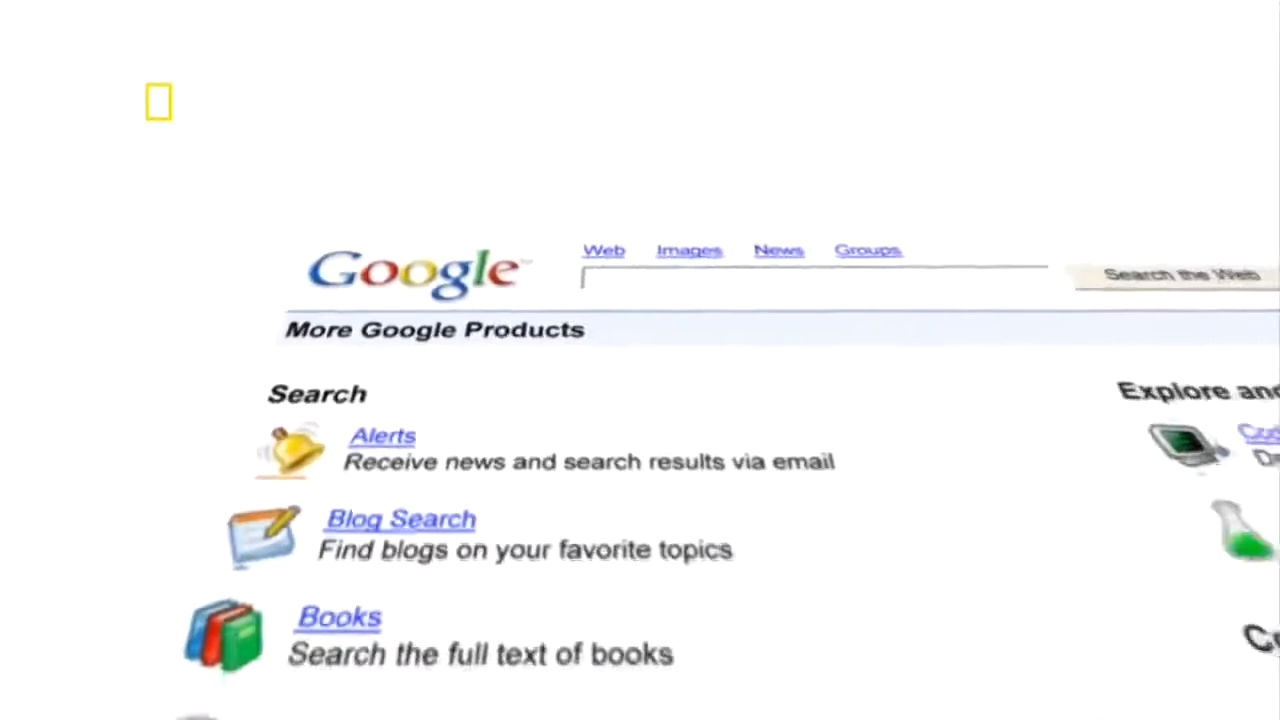 Web Images News Groups
Google™
Search the Web
More Google Products
Search
Explore and
Alerts
Receive news and search results via email
Blog Search
Find blogs on your favorite topics
Books
Search the full text of books